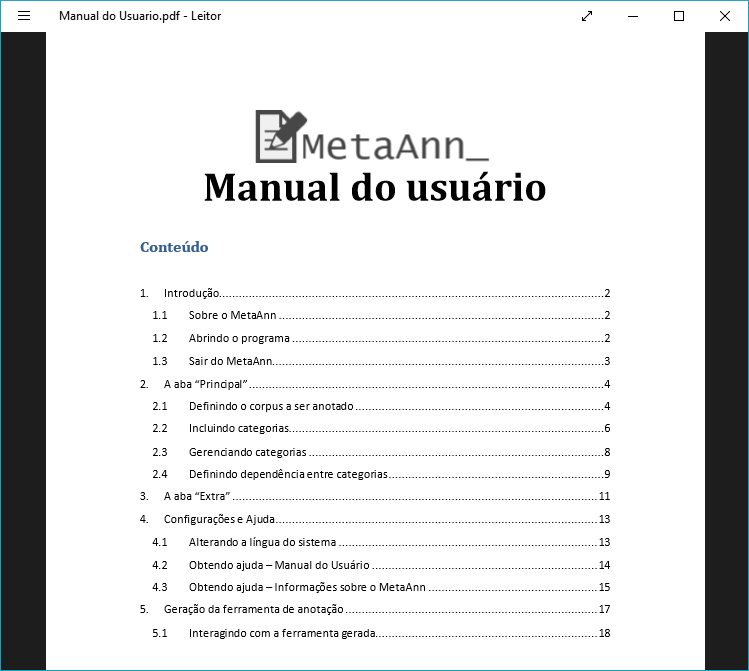 Manual do Usuario.pdf - Leitor
MetaAnn_
Manual do usuário
Conteúdo
1. Introdução........2
1.1 Sobre o MetaAnn........2
1.2 Abrindo o programa........2
1.3 Sair do MetaAnn........3
2. A aba “Principal”........4
2.1 Definindo o corpus a ser anotado........4
2.2 Incluindo categorias........6
2.3 Gerenciando categorias........8
2.4 Definindo dependência entre categorias........9
3. A aba “Extra”........11
4. Configurações e Ajuda........13
4.1 Alterando a língua do sistema........13
4.2 Obtendo ajuda – Manual do Usuário........14
4.3 Obtendo ajuda – Informações sobre o MetaAnn........15
5. Geração da ferramenta de anotação........17
5.1 Interagindo com a ferramenta gerada........18